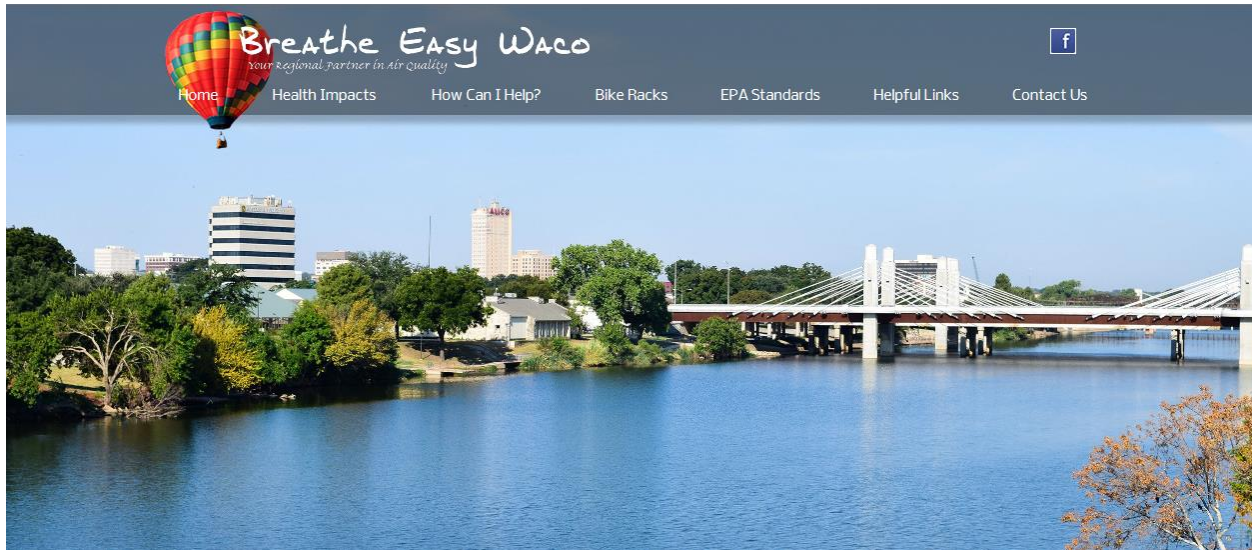 Breathe Easy Waco
Your Regional Partner in Air Quality
f
Home Health Impacts How Can I Help? Bike Racks EPA Standards Helpful Links Contact Us
ALICO